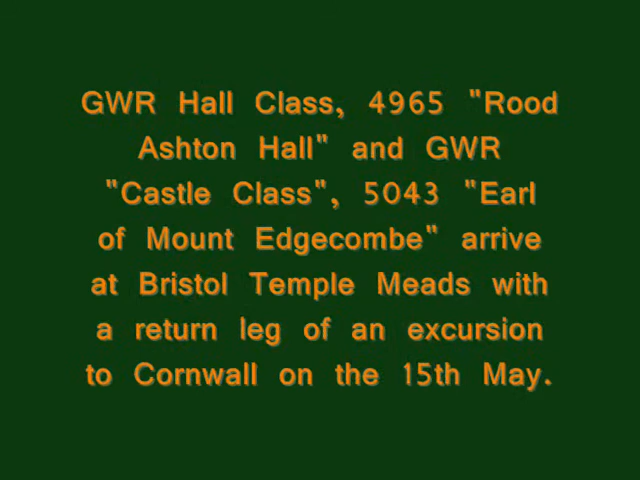 GWR Hall Class, 4965 "Rood
Ashton Hall" and GWR
"Castle Class", 5043 "Earl
of Mount Edgecombe" arrive
at Bristol Temple Meads with
a return leg of an excursion
to Cornwall on the 15th May.